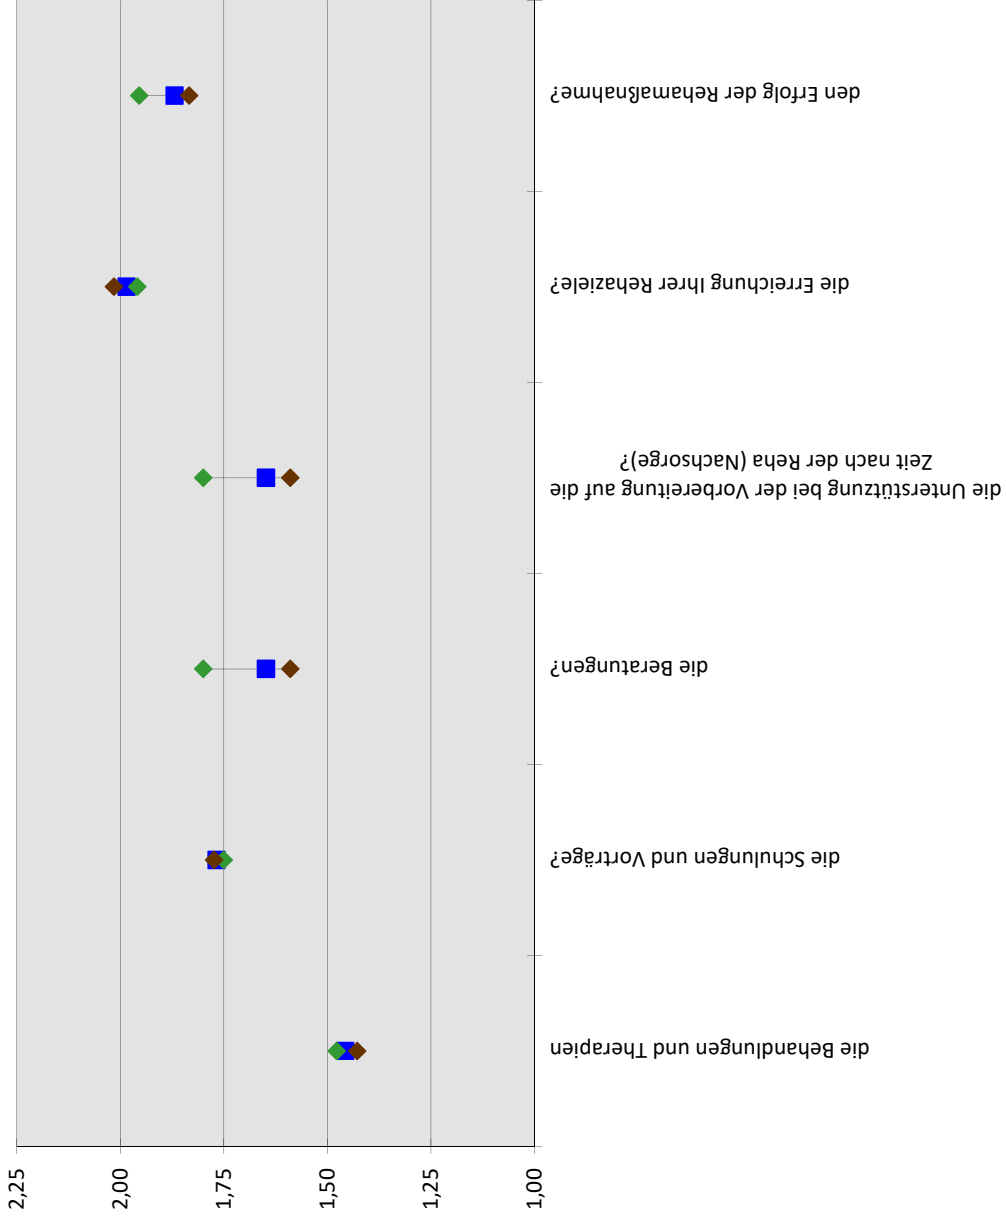 den Erfolg der Rehamaßnahme?
die Erreichung Ihrer Rehaziele?
die Unterstützung bei der Vorbereitung auf die
Zeit nach der Reha (Nachsorge)?
die Beratungen?
die Schulungen und Vorträge?
die Behandlungen und Therapien
2,25
2,00
1,75
1,50
1,25
1,00